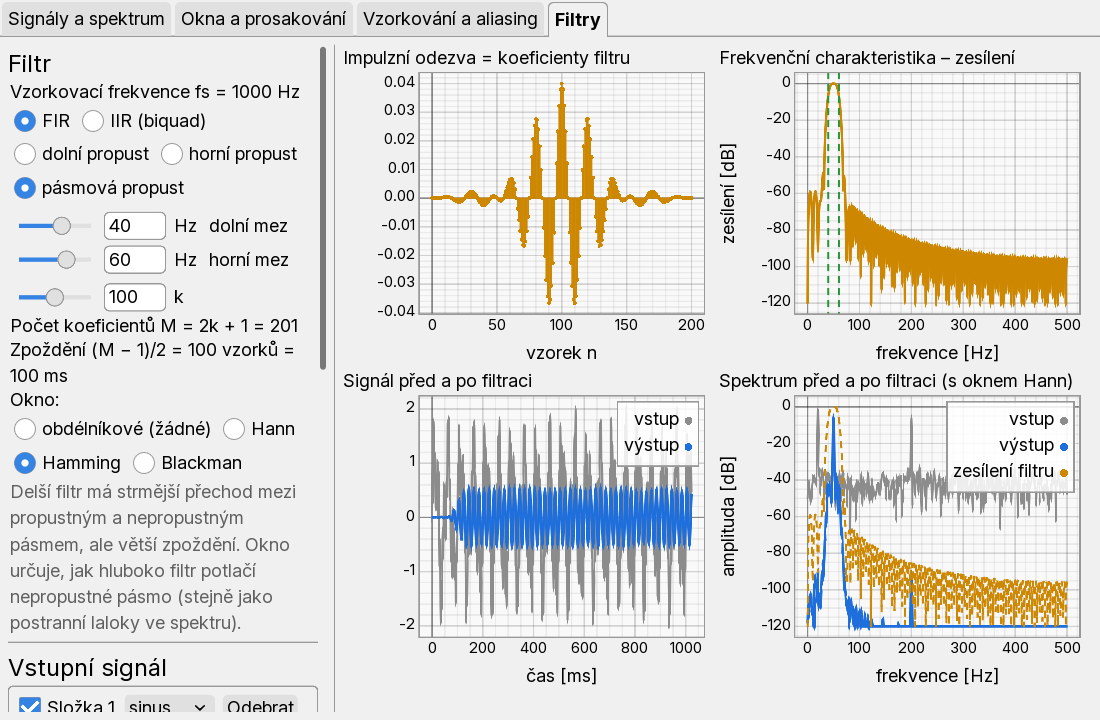 Signály a spektrum Okna a prosakování Vzorkování a aliasing Filtry
Filtr
Vzorkovací frekvence fs = 1000 Hz
FIR IIR (biquad)
dolní propust horní propust
pásmová propust
40 Hz dolní mez
60 Hz horní mez
100 k
Počet koeficientů M = 2k + 1 = 201
Zpoždění (M − 1)/2 = 100 vzorků =
100 ms
Okno:
obdélníkové (žádné) Hann
Hamming Blackman
Delší filtr má strmější přechod mezi
propustným a nepropustným
pásmem, ale větší zpoždění. Okno
určuje, jak hluboko filtr potlačí
nepropustné pásmo (stejně jako
postranní laloky ve spektru).
Vstupní signál
Složka 1 sinus Odebrat
Impulzní odezva = koeficienty filtru
0.04
0.03
0.02
0.01
0.00
-0.01
-0.02
-0.03
-0.04
0 50 100 150 200
vzorek n
Frekvenční charakteristika – zesílení
zesílení [dB]
0
-20
-40
-60
-80
-100
-120
0 100 200 300 400 500
frekvence [Hz]
Signál před a po filtraci
2
1
0
-1
-2
vstup
výstup
0 200 400 600 800 1000
čas [ms]
Spektrum před a po filtraci (s oknem Hann)
amplituda [dB]
0
-20
-40
-60
-80
-100
-120
vstup
výstup
zesílení filtru
0 100 200 300 400 500
frekvence [Hz]